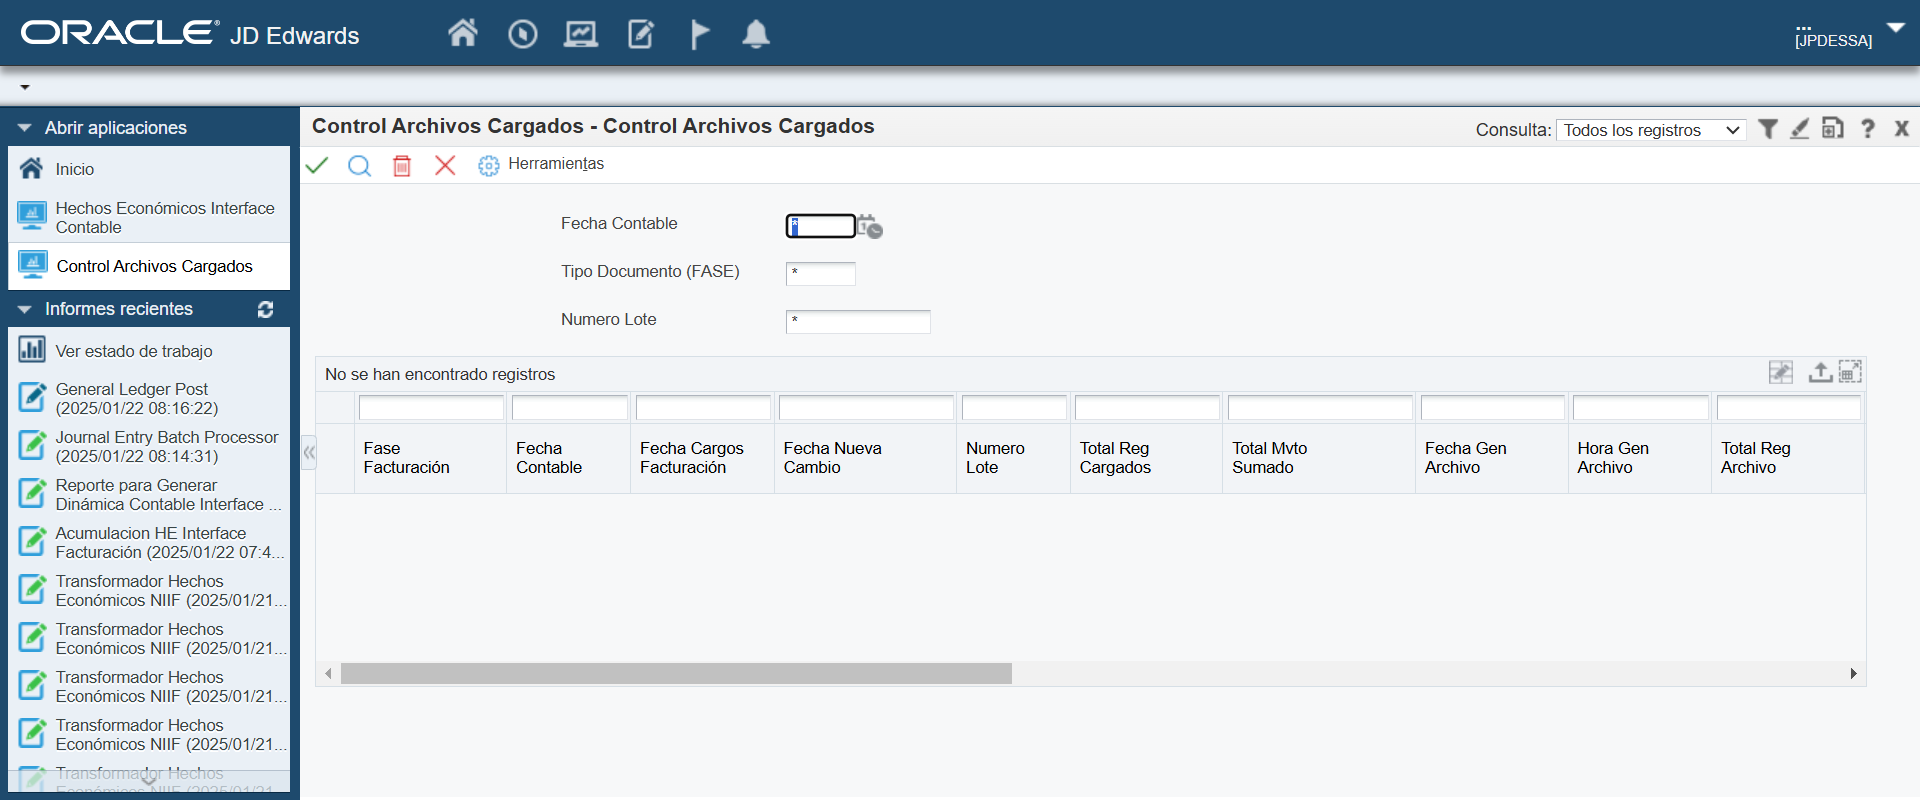 ORACLE® JD Edwards
...
[JPDESSA]
Abrir aplicaciones
Inicio
Hechos Económicos Interface
Contable
Control Archivos Cargados
Informes recientes
Ver estado de trabajo
General Ledger Post
(2025/01/22 08:16:22)
Journal Entry Batch Processor
(2025/01/22 08:14:31)
Reporte para Generar
Dinámica Contable Interface ...
Acumulacion HE Interface
Facturación (2025/01/22 07:4...
Transformador Hechos
Económicos NIIF (2025/01/21...
Transformador Hechos
Económicos NIIF (2025/01/21...
Transformador Hechos
Económicos NIIF (2025/01/21...
Transformador Hechos
Económicos NIIF (2025/01/21...
Transformador Hechos
Económicos NIIF (2025/01/21...
Control Archivos Cargados - Control Archivos Cargados
Consulta: Todos los registros
Herramientas
Fecha Contable *
Tipo Documento (FASE) *
Numero Lote *
No se han encontrado registros
Fase Facturación
Fecha Contable
Fecha Cargos Facturación
Fecha Nueva Cambio
Numero Lote
Total Reg Cargados
Total Mvto Sumado
Fecha Gen Archivo
Hora Gen Archivo
Total Reg Archivo